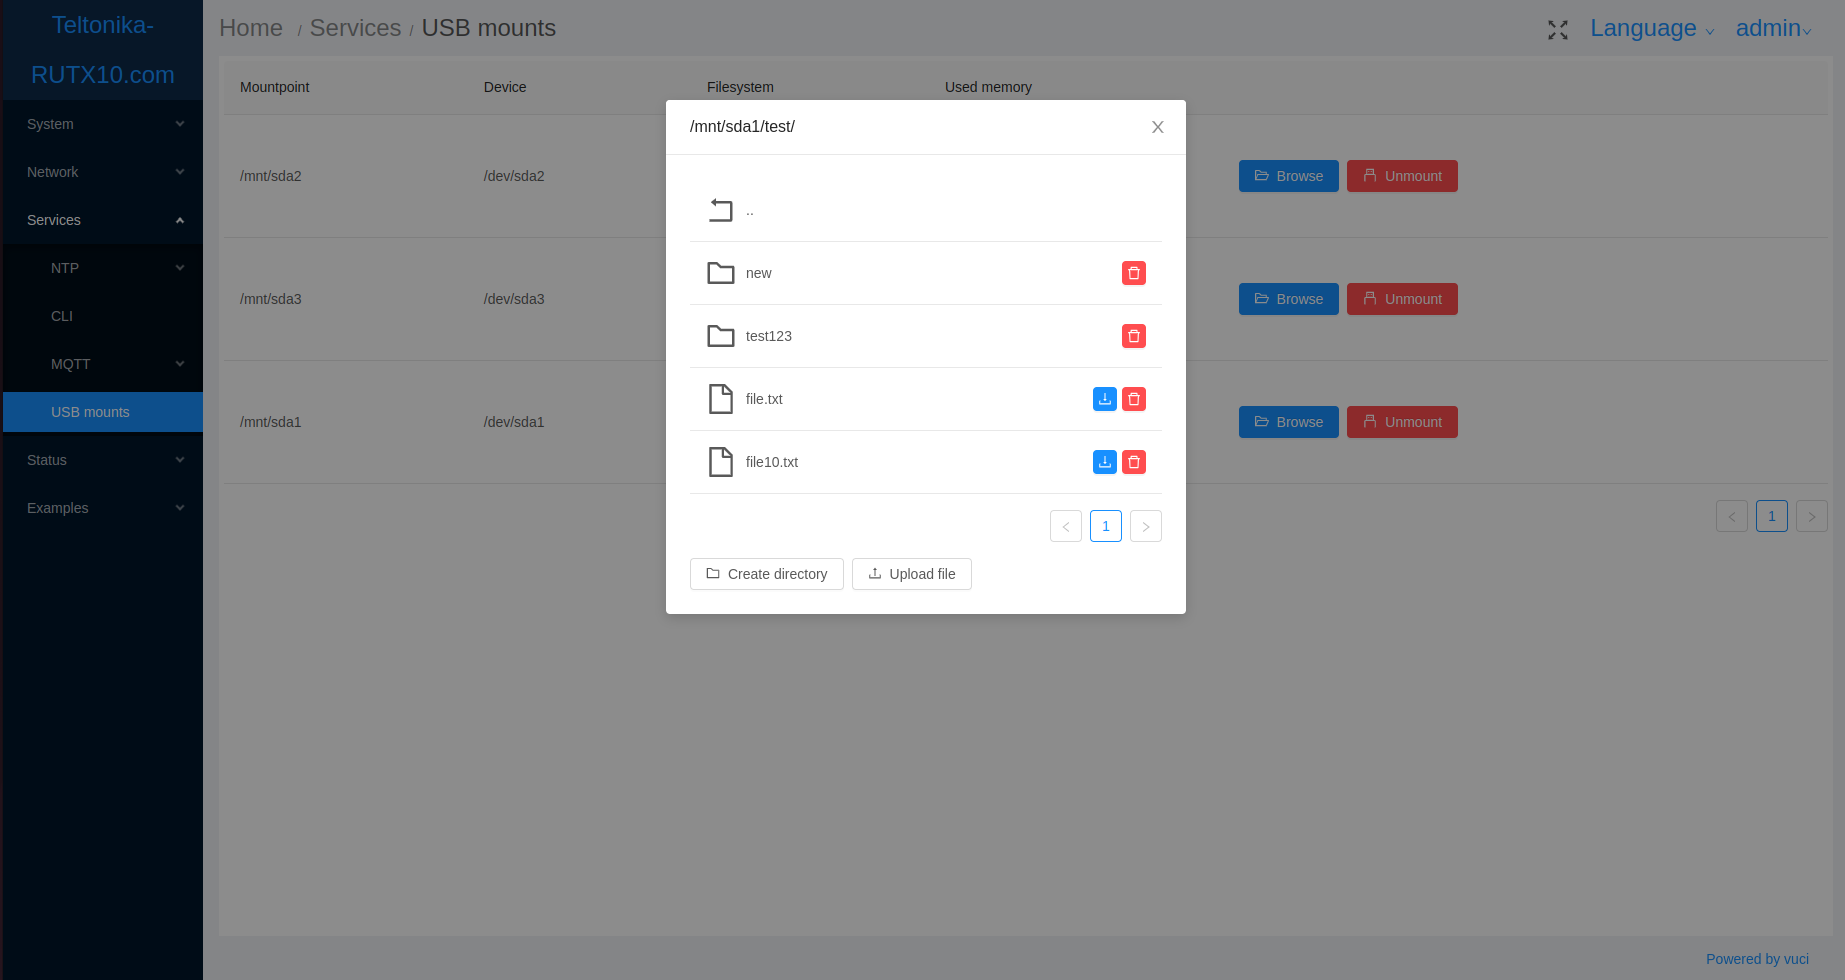 Teltonika-
RUTX10.com
Home / Services / USB mounts
Language
admin
System
Network
Services
NTP
CLI
MQTT
USB mounts
Status
Examples
Mountpoint Device Filesystem Used memory
/mnt/sda2 /dev/sda2 Browse Unmount
/mnt/sda3 /dev/sda3 Browse Unmount
/mnt/sda1 /dev/sda1 Browse Unmount
1
/mnt/sda1/test/
..
new
test123
file.txt
file10.txt
1
Create directory Upload file
Powered by vuci